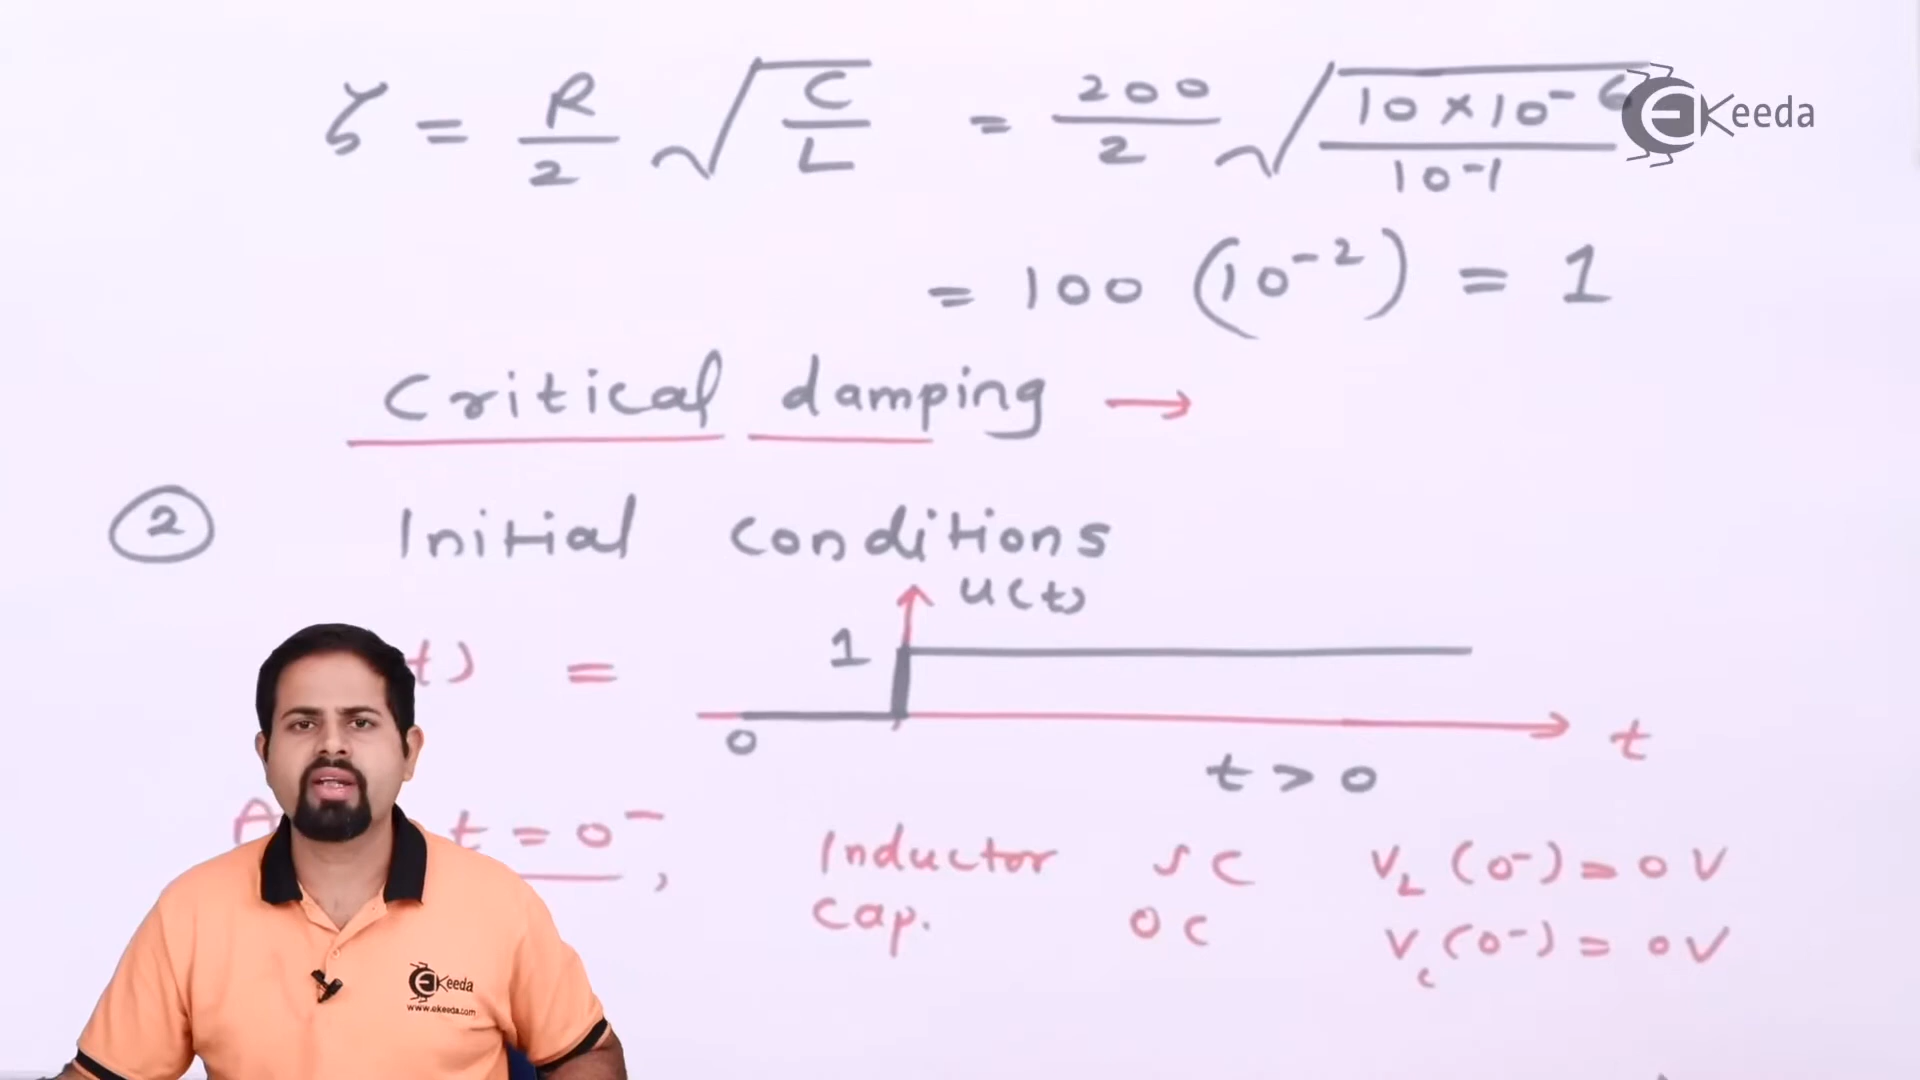 ζ = R/2 √(C/L) = 200/2 √(10 × 10⁻⁶/10⁻¹)
EKeeda
= 100 (10⁻²) = 1
Critical damping →
② Initial Conditions
u(t)
t) =
1
0
t
t > 0
t = 0⁻, Inductor SC V_L (0⁻) = 0 V
Cap. OC V_c (0⁻) = 0 V
EKeeda
www.ekeeda.com